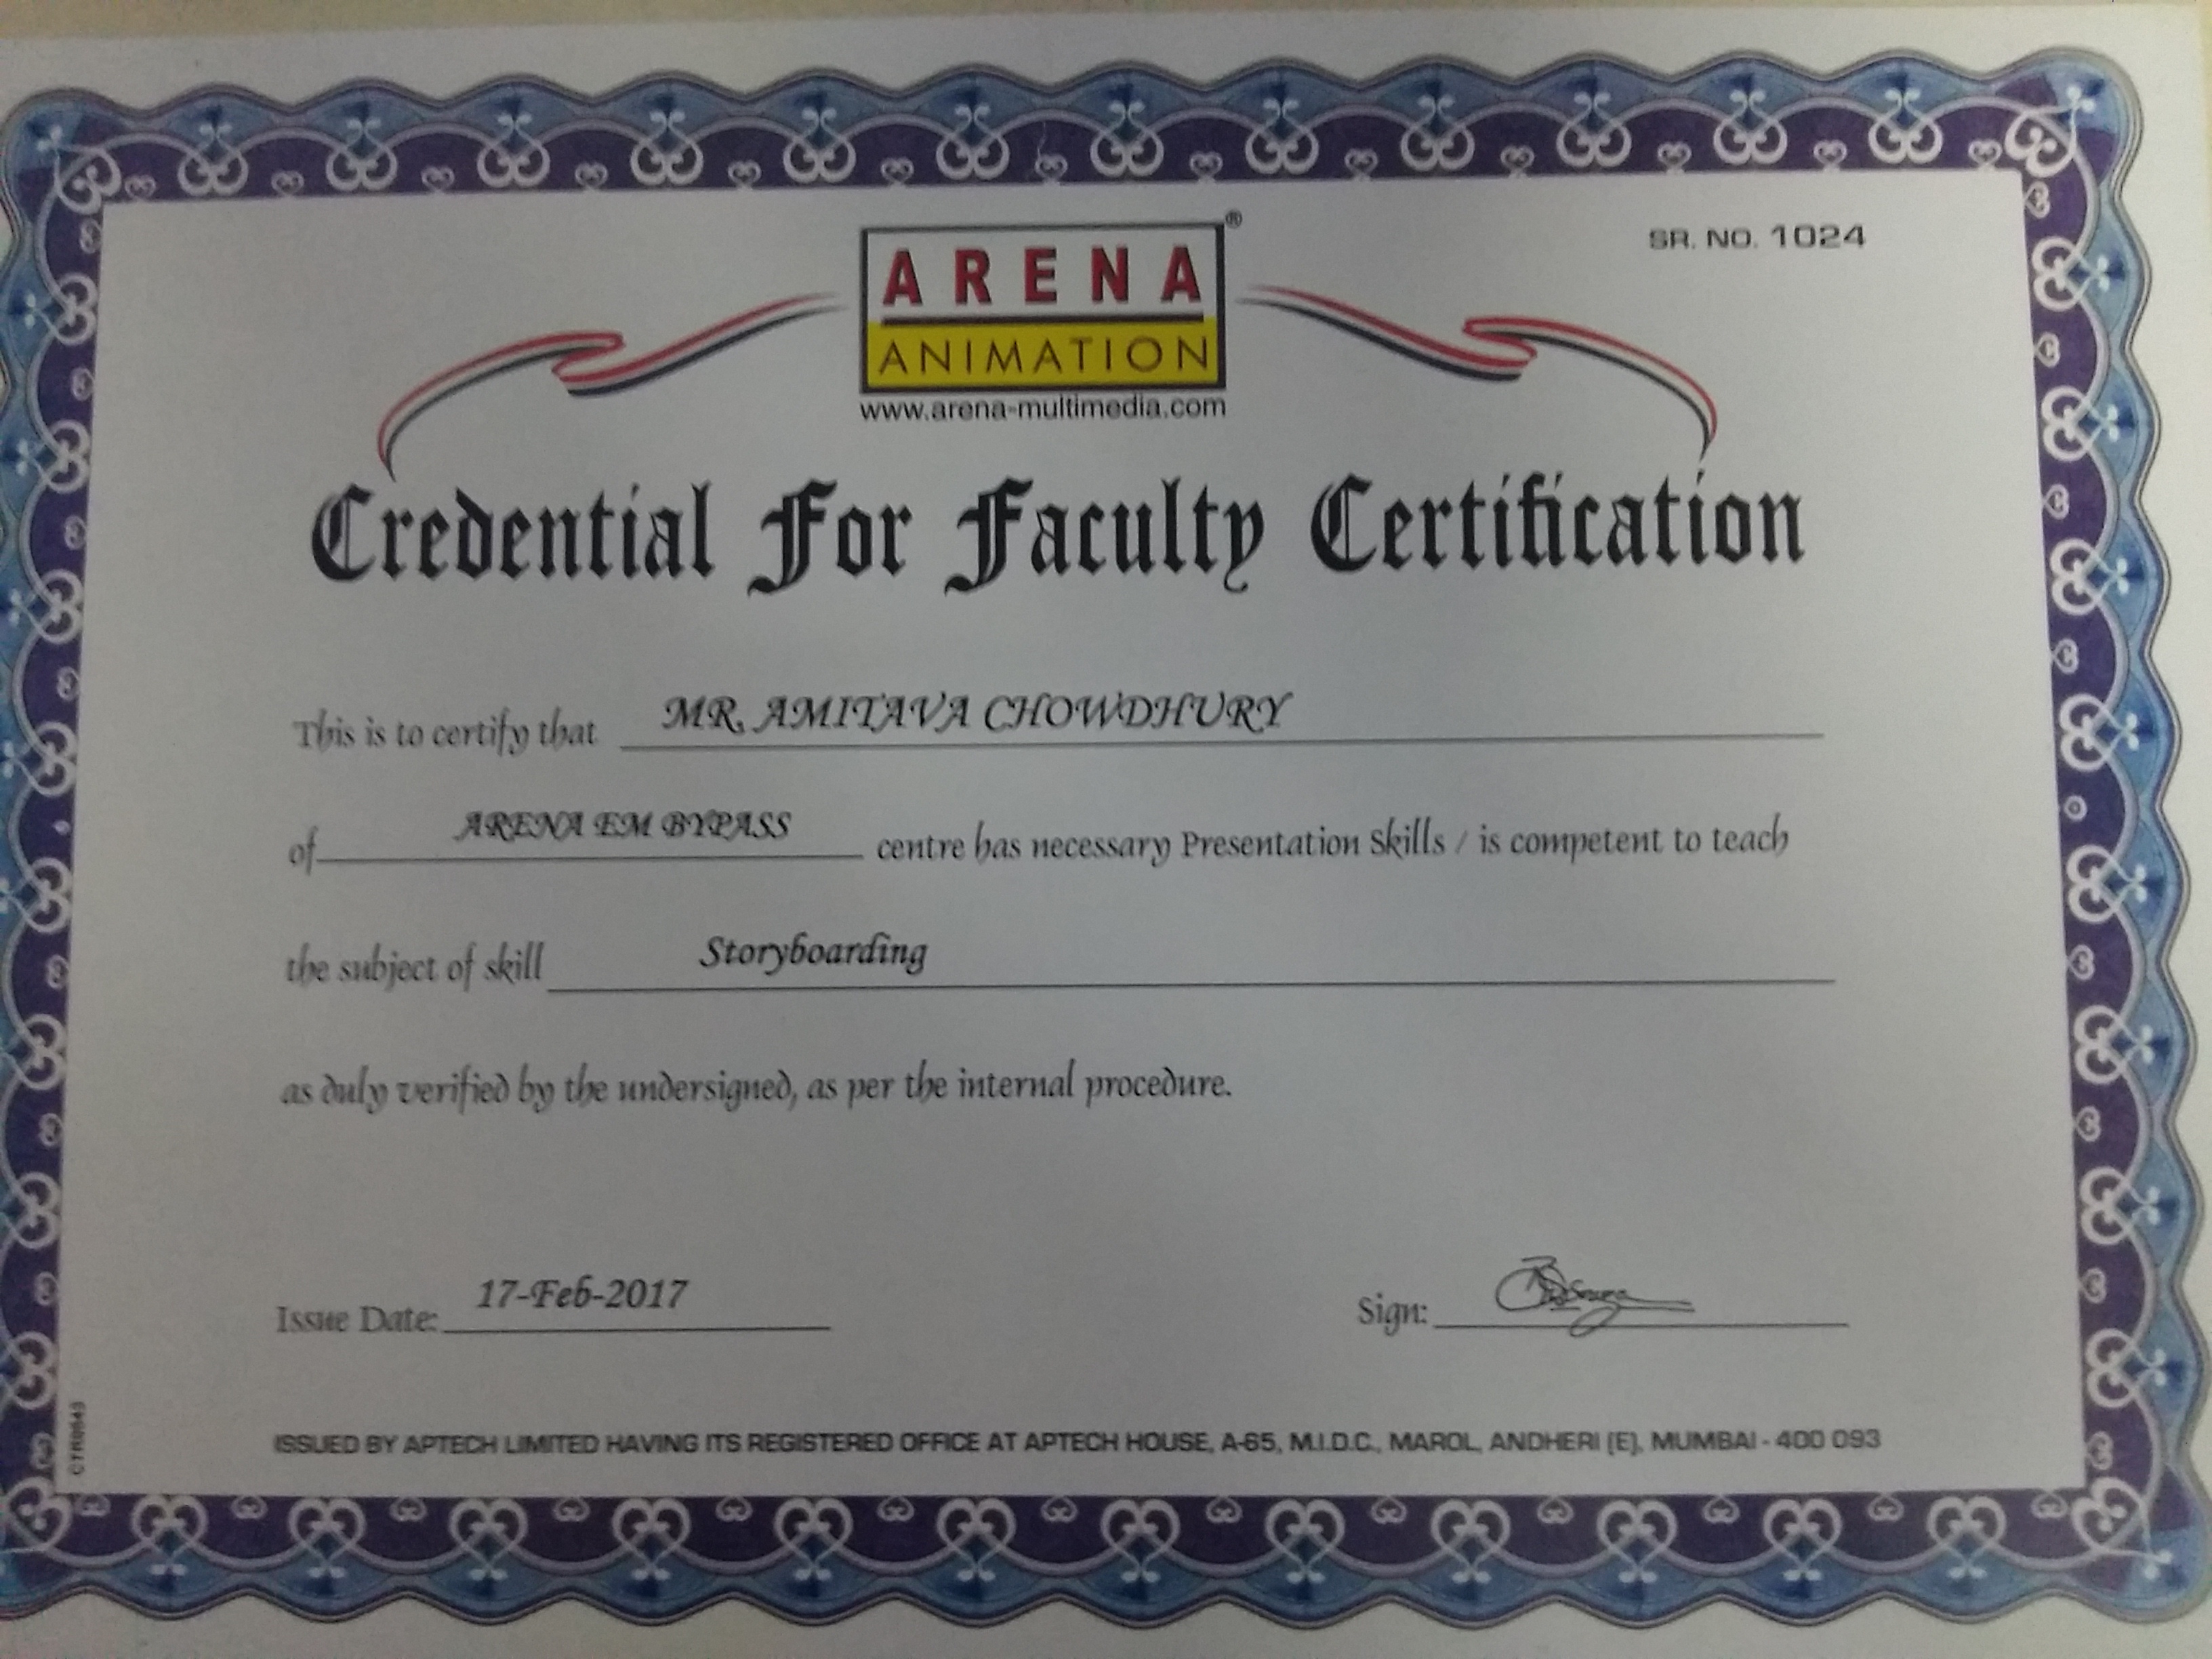 SR. NO. 1024
ARENA®
ANIMATION
www.arena-multimedia.com
Credential For Faculty Certification
This is to certify that MR. AMITAVA CHOWDHURY
of ARENA EM BYPASS centre has necessary Presentation Skills / is competent to teach
the subject of skill Storyboarding
as duly verified by the undersigned, as per the internal procedure.
Issue Date: 17-Feb-2017 Sign:
ISSUED BY APTECH LIMITED HAVING ITS REGISTERED OFFICE AT APTECH HOUSE, A-65, M.I.D.C., MAROL, ANDHERI (E), MUMBAI - 400 093